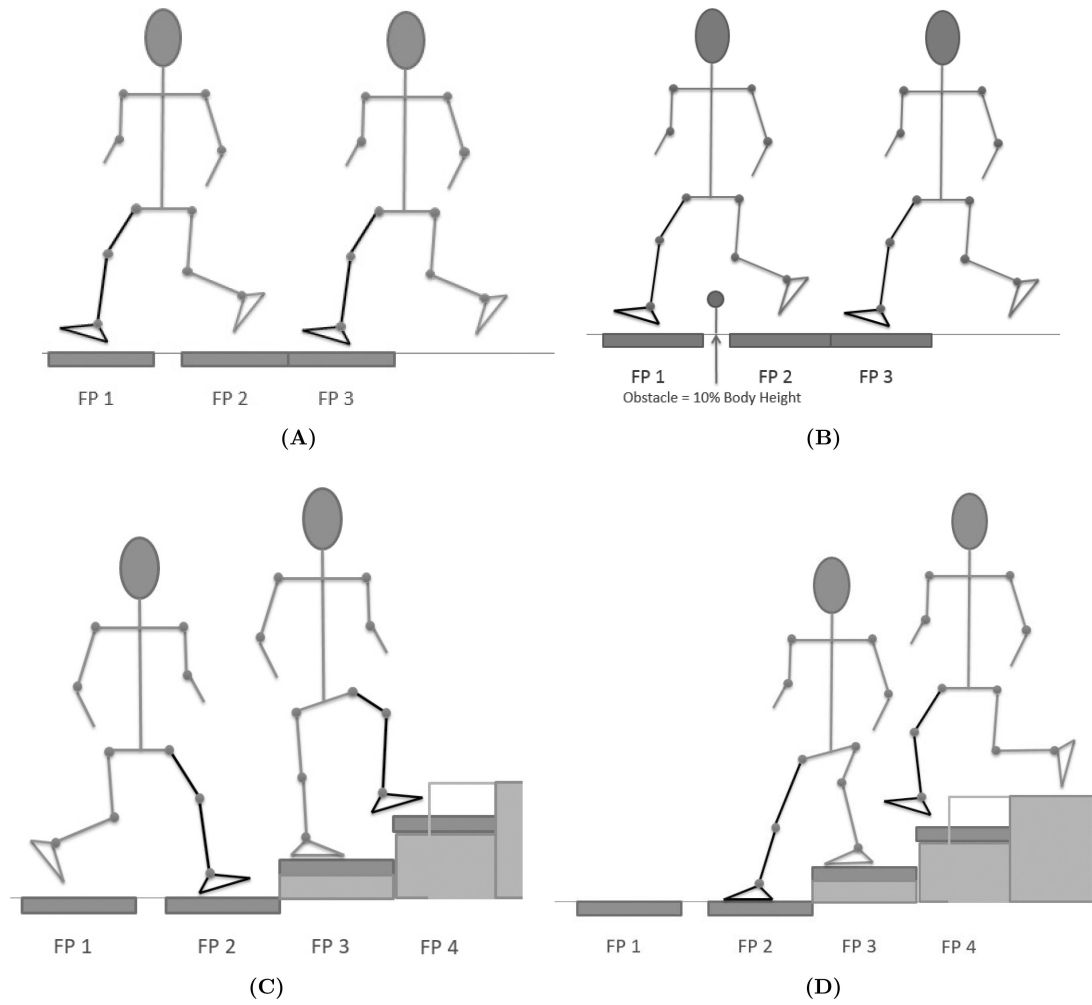 FP 1 FP 2 FP 3
(A)
FP 1 FP 2 FP 3
Obstacle = 10% Body Height
(B)
FP 1 FP 2 FP 3 FP 4
(C)
FP 1 FP 2 FP 3 FP 4
(D)